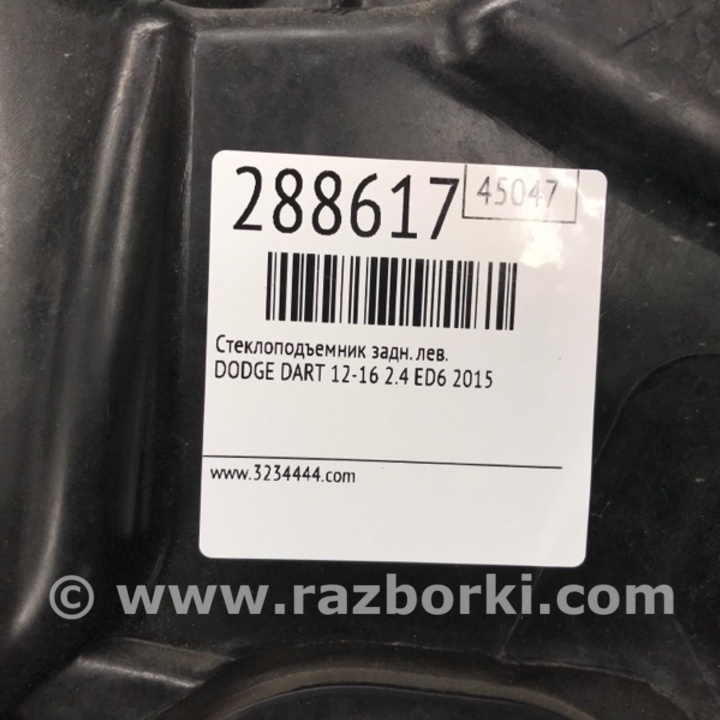 288617
45047
Стеклоподъемник задн. лев.
DODGE DART 12-16 2.4 ED6 2015
www.3234444.com
© www.razborki.com